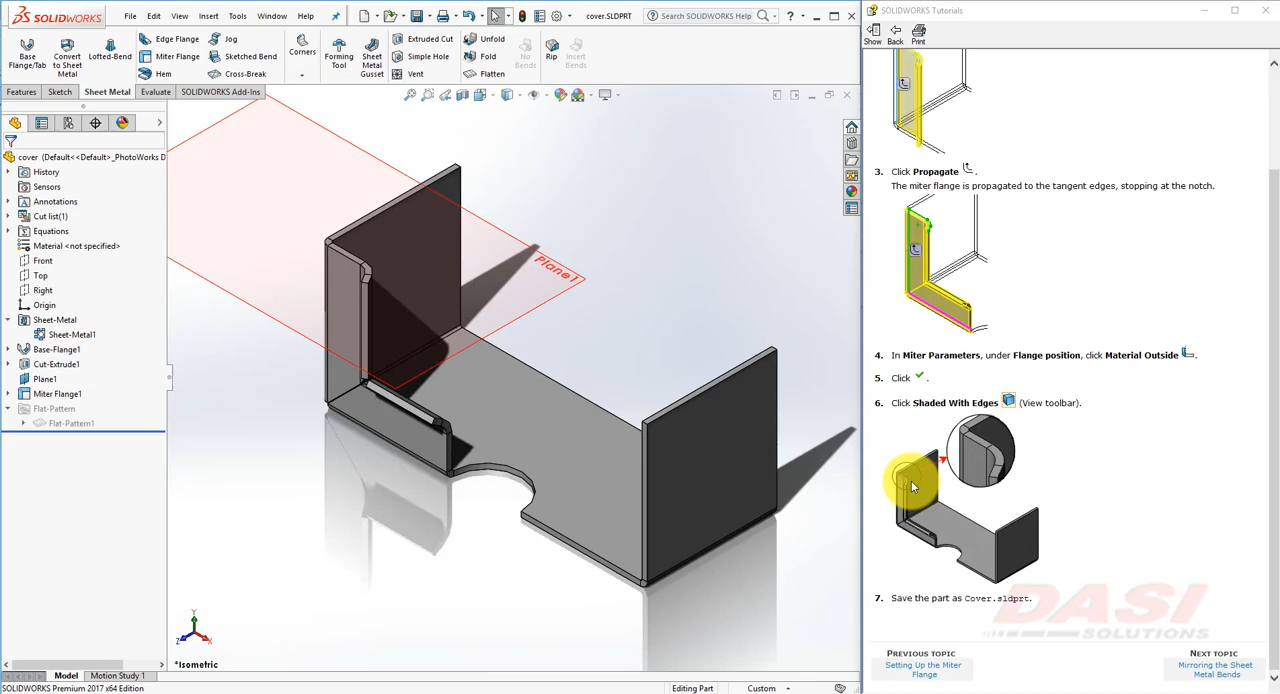 SOLIDWORKS File Edit View Insert Tools Window Help cover.SLDPRT Search SOLIDWORKS Help
Base Flange/Tab
Convert to Sheet Metal
Lofted-Bend
Edge Flange
Miter Flange
Hem
Jog
Sketched Bend
Cross-Break
Corners
Forming Tool
Sheet Metal Gusset
Extruded Cut
Simple Hole
Vent
Unfold
Fold
Flatten
No Bends
Rip
Insert Bends
Features Sketch Sheet Metal Evaluate SOLIDWORKS Add-Ins
cover (Default<<Default>_PhotoWorks D
History
Sensors
Annotations
Cut list(1)
Equations
Material <not specified>
Front
Top
Right
Origin
Sheet-Metal
Sheet-Metal1
Base-Flange1
Cut-Extrude1
Plane1
Miter Flange1
Flat-Pattern
Flat-Pattern1
Plane1
Y
Z
X
*Isometric
Model Motion Study 1
SOLIDWORKS Premium 2017 x64 Edition Editing Part Custom
SOLIDWORKS Tutorials
Show Back Print
3. Click Propagate .
The miter flange is propagated to the tangent edges, stopping at the notch.
4. In Miter Parameters, under Flange position, click Material Outside .
5. Click .
6. Click Shaded With Edges (View toolbar).
7. Save the part as Cover.sldprt.
DASI
SOLUTIONS
PREVIOUS TOPIC
Setting Up the Miter
Flange
NEXT TOPIC
Mirroring the Sheet
Metal Bends